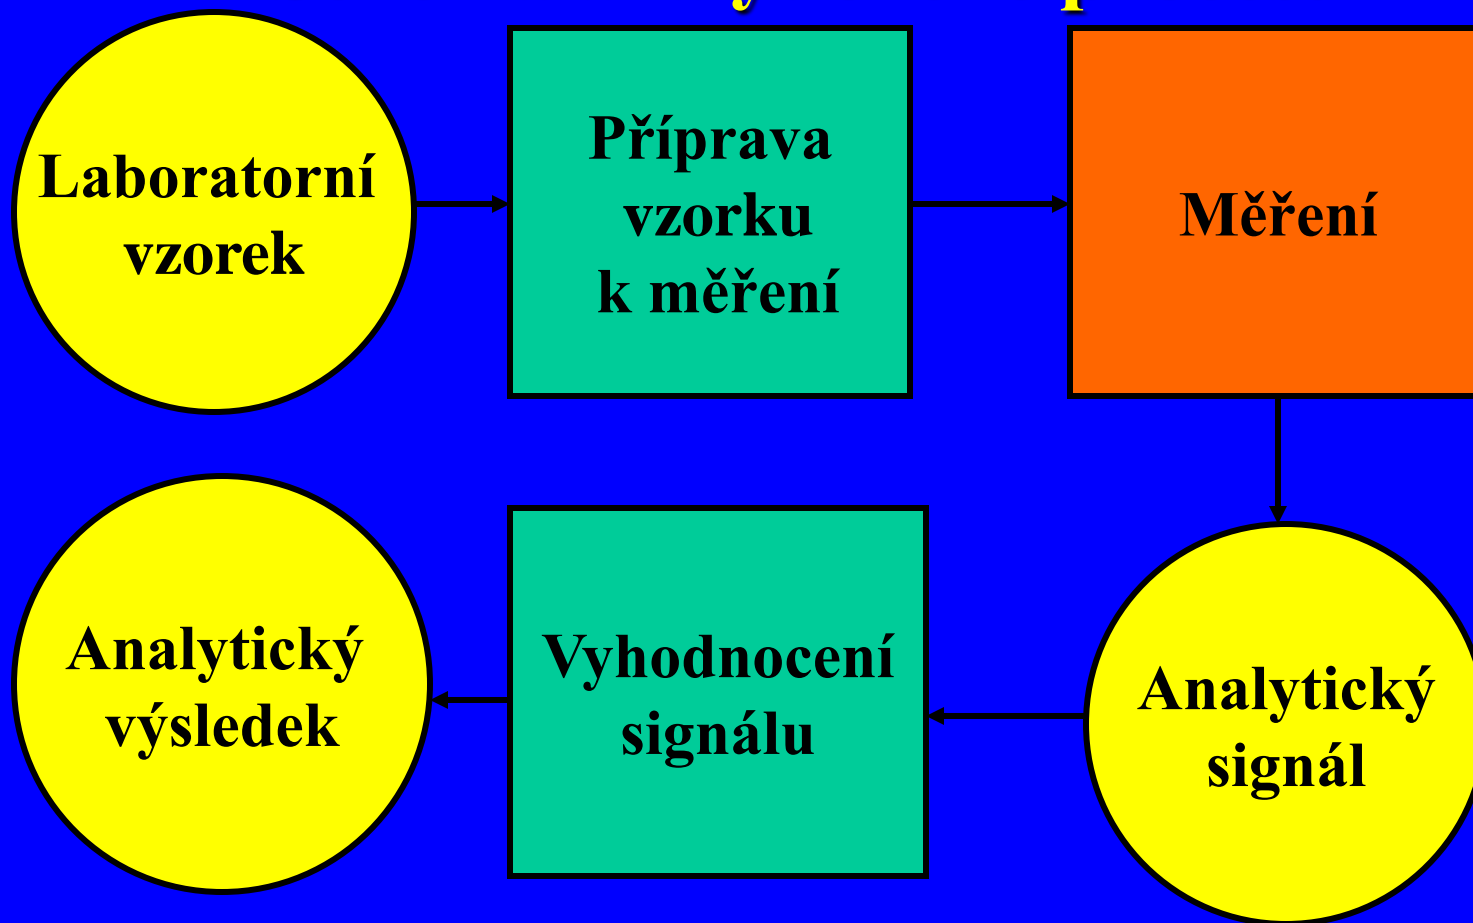 Laboratorní
vzorek
Příprava
vzorku
k měření
Měření
Analytický
signál
Vyhodnocení
signálu
Analytický
výsledek